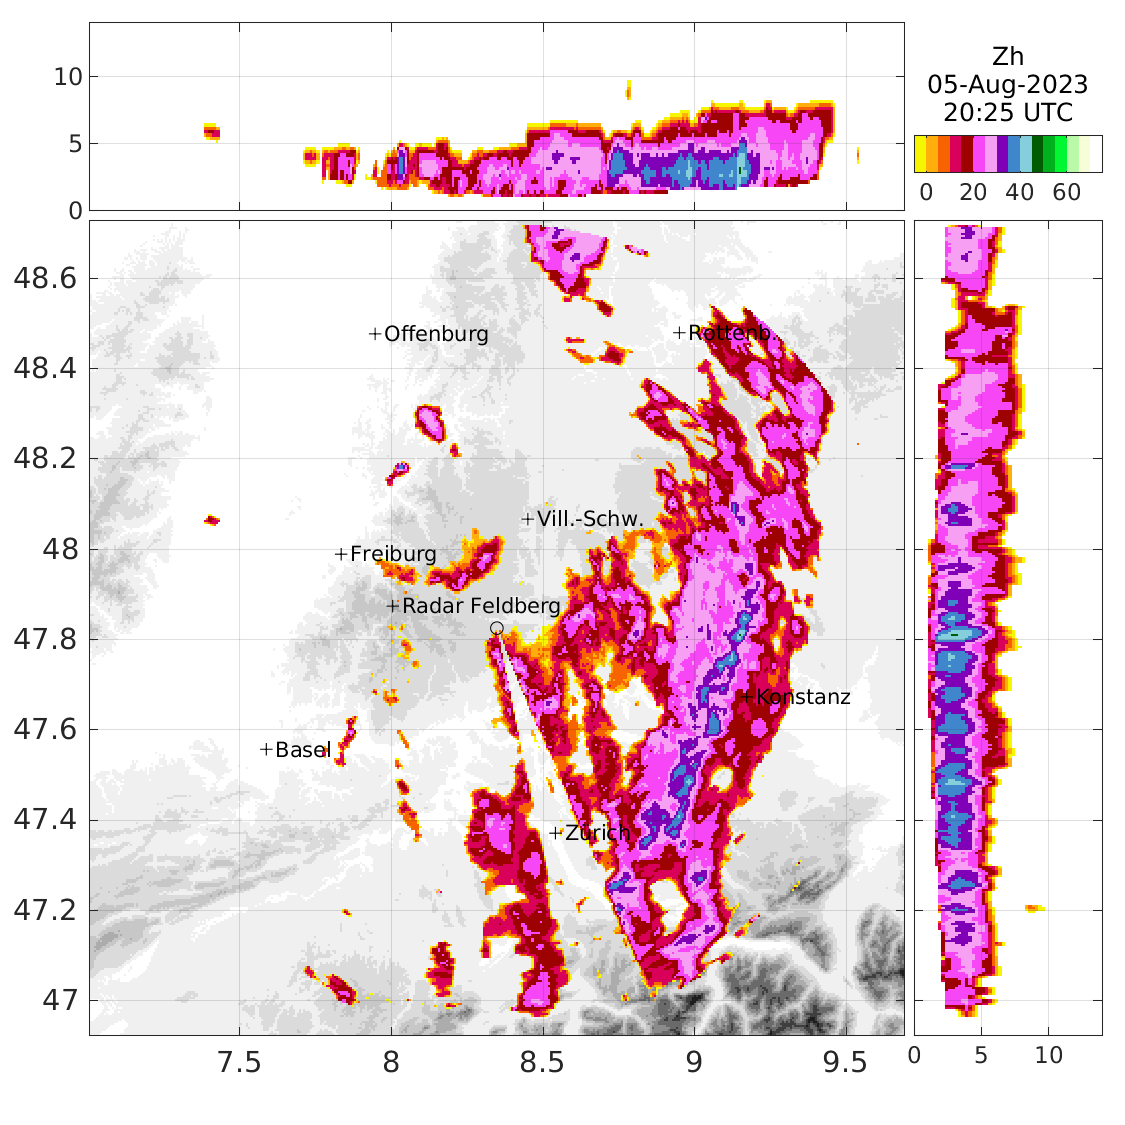 10
5
0
Zh
05-Aug-2023
20:25 UTC
0 20 40 60
48.6
48.4
48.2
48
47.8
47.6
47.4
47.2
47
+Offenburg
+Rottenb.
+Vill.-Schw.
+Freiburg
+Radar Feldberg
+Konstanz
+Basel
+Zürich
7.5 8 8.5 9 9.5
0 5 10